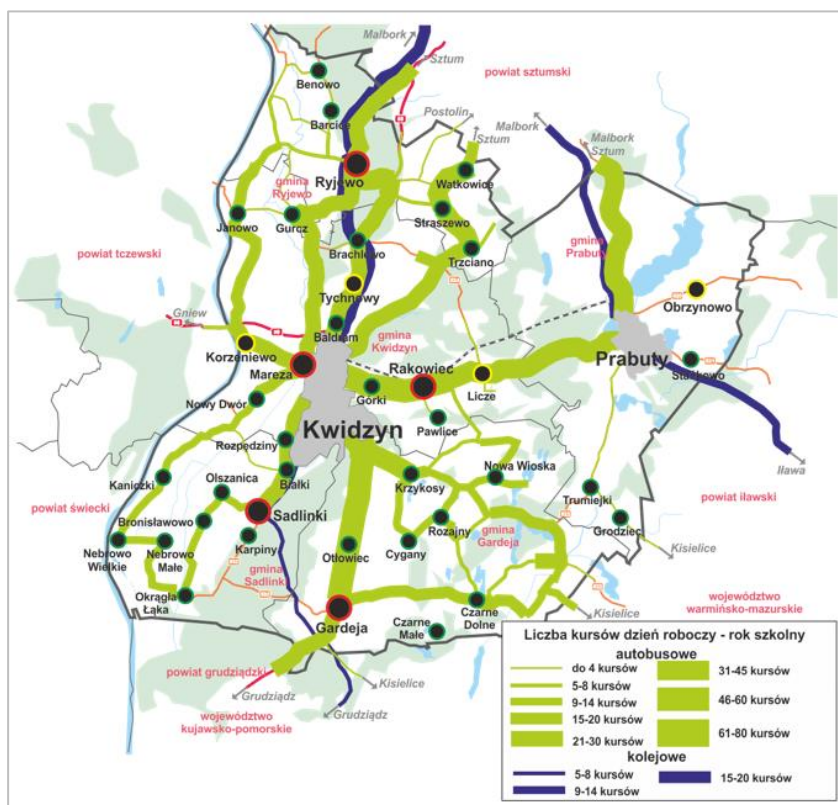 Malbork
Sztum
powiat sztumski
Benowo
Barcice
Postolin
Sztum
Malbork
Malbork
Sztum
gmina
Ryjewo
Ryjewo
Watkowice
Janowo
Gurcz
Straszewo
Brachlewo
Trzciano
gmina
Prabuty
powiat tczewski
Tychnowy
Obrzynowo
Gniew
Baldram
gmina
Kwidzyn
Korzeniewo
Mareza
Rakowiec
Prabuty
Górki
Licze
Nowy Dwór
Pawlice
Kwidzyn
Rozpędziny
Iława
Kaniczki
Olszanica
Białki
Krzykosy
Nowa Wioska
Trumiejki
powiat iławski
powiat świecki
Bronisławowo
Sadlinki
Rozajny
gmina
Gardeja
Grodziec
Nebrowo
Wielkie
Nebrowo
Małe
Karpiny
Otłowiec
Cygany
Kisielice
gmina
Sadlinki
Okrągła
Łąka
Gardeja
Czarne
Małe
Czarne
Dolne
Kisielice
województwo
warmińsko-mazurskie
powiat grudziądzki
Grudziądz
Kisielice
województwo
kujawsko-pomorskie
Grudziądz
Liczba kursów dzień roboczy - rok szkolny
autobusowe
do 4 kursów
5-8 kursów
9-14 kursów
15-20 kursów
21-30 kursów
31-45 kursów
46-60 kursów
61-80 kursów
kolejowe
5-8 kursów
9-14 kursów
15-20 kursów